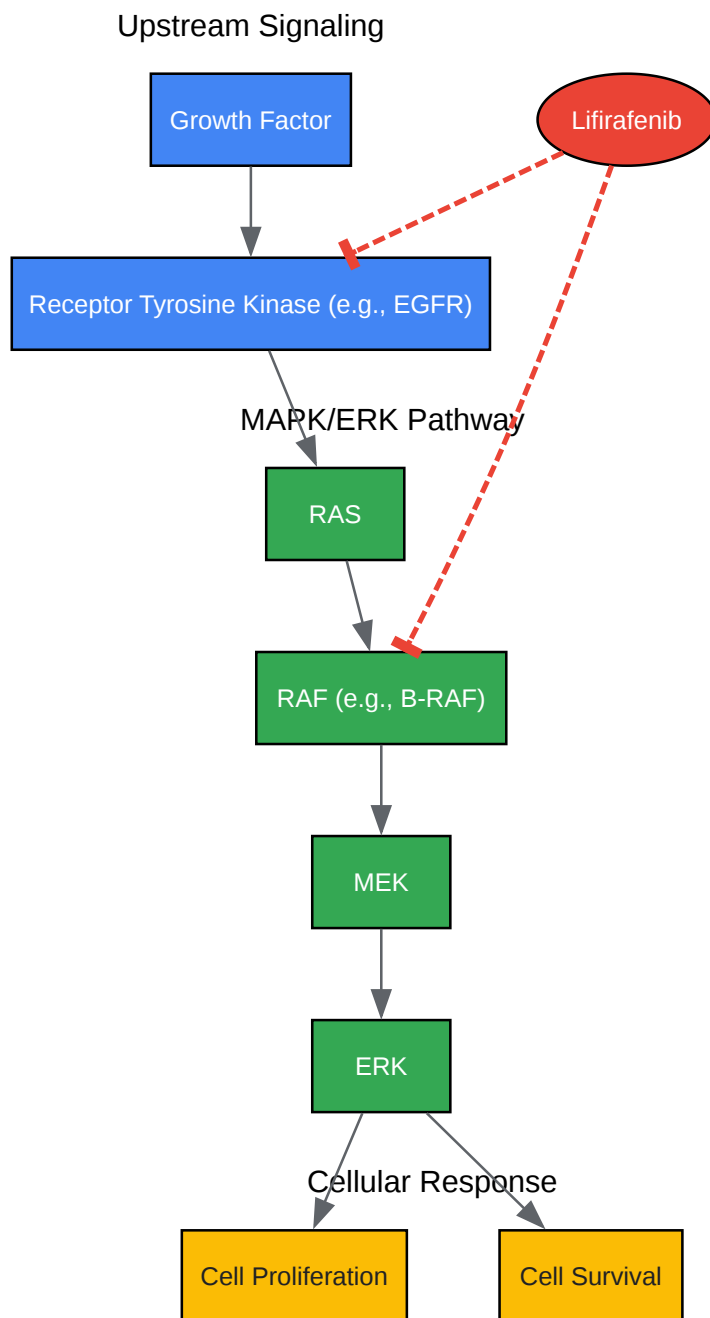 Upstream Signaling
Growth Factor
Lifirafenib
Receptor Tyrosine Kinase (e.g., EGFR)
MAPK/ERK Pathway
RAS
RAF (e.g., B-RAF)
MEK
ERK
Cellular Response
Cell Proliferation
Cell Survival